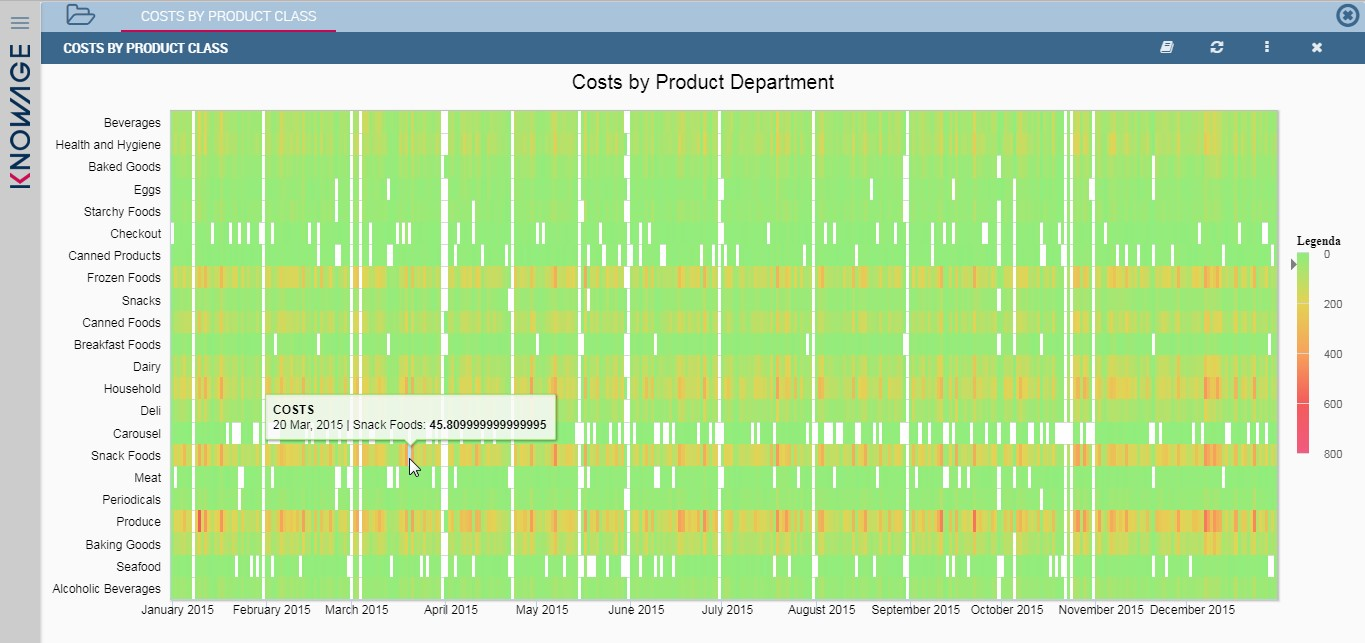 COSTS BY PRODUCT CLASS
COSTS BY PRODUCT CLASS
KNOWAGE
Costs by Product Department
Beverages
Health and Hygiene
Baked Goods
Eggs
Starchy Foods
Checkout
Canned Products
Frozen Foods
Snacks
Canned Foods
Breakfast Foods
Dairy
Household
Deli
Carousel
Snack Foods
Meat
Periodicals
Produce
Baking Goods
Seafood
Alcoholic Beverages
COSTS
20 Mar, 2015 | Snack Foods: 45.809999999999995
January 2015 February 2015 March 2015 April 2015 May 2015 June 2015 July 2015 August 2015 September 2015 October 2015 November 2015 December 2015
Legenda
0
200
400
600
800